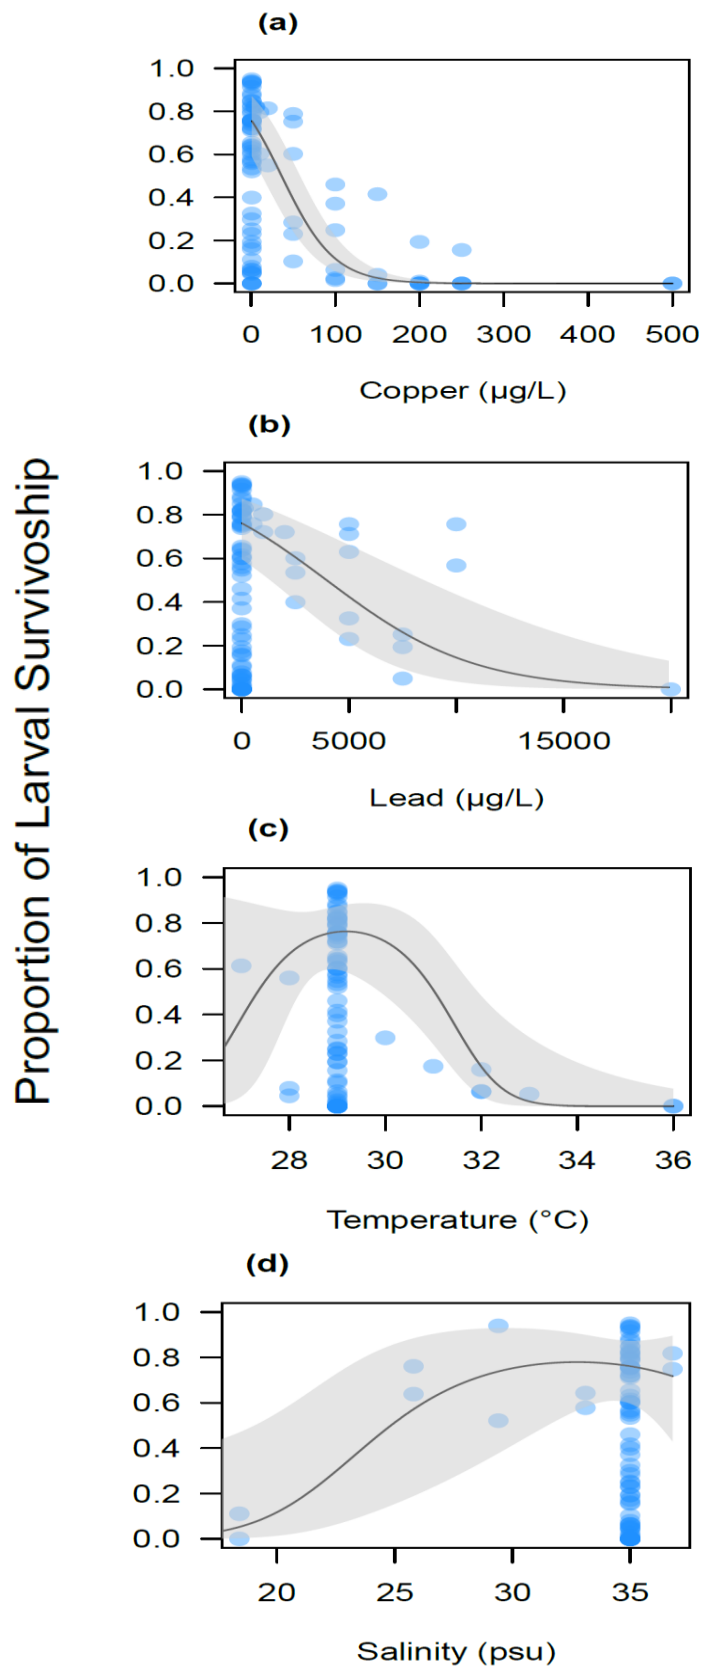 (a)
1.0
0.8
0.6
0.4
0.2
0.0
0 100 200 300 400 500
Copper (µg/L)
(b)
1.0
0.8
0.6
0.4
0.2
0.0
0 5000 15000
Lead (µg/L)
Proportion of Larval Survivoship
(c)
1.0
0.8
0.6
0.4
0.2
0.0
28 30 32 34 36
Temperature (°C)
(d)
1.0
0.8
0.6
0.4
0.2
0.0
20 25 30 35
Salinity (psu)